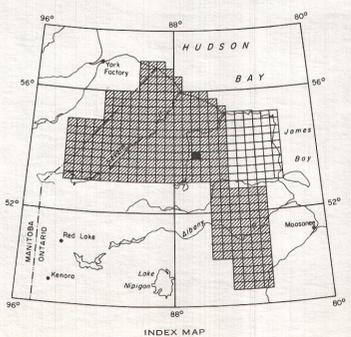 96°
88°
80°
HUDSON
BAY
York
Factory
56°
56°
Severn
James
Bay
52°
52°
MANITOBA
ONTARIO
Red Lake
Albany
Moosonee
Kenora
Lake
Nipigon
96°
88°
80°
INDEX MAP